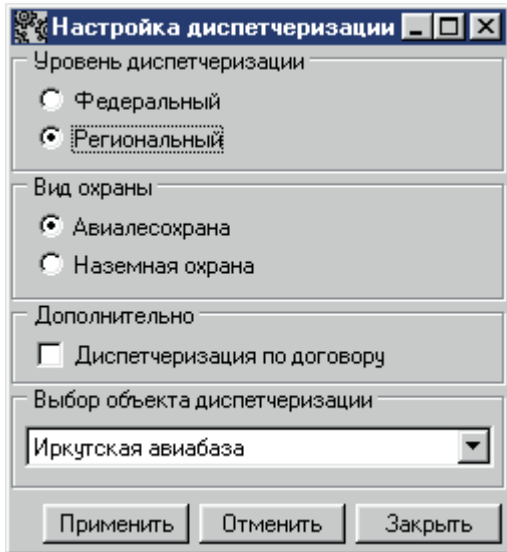 Настройка диспетчеризации
Уровень диспетчеризации
Федеральный
Региональный
Вид охраны
Авиалесохрана
Наземная охрана
Дополнительно
Диспетчеризация по договору
Выбор объекта диспетчеризации
Иркутская авиабаза
Применить Отменить Закрыть